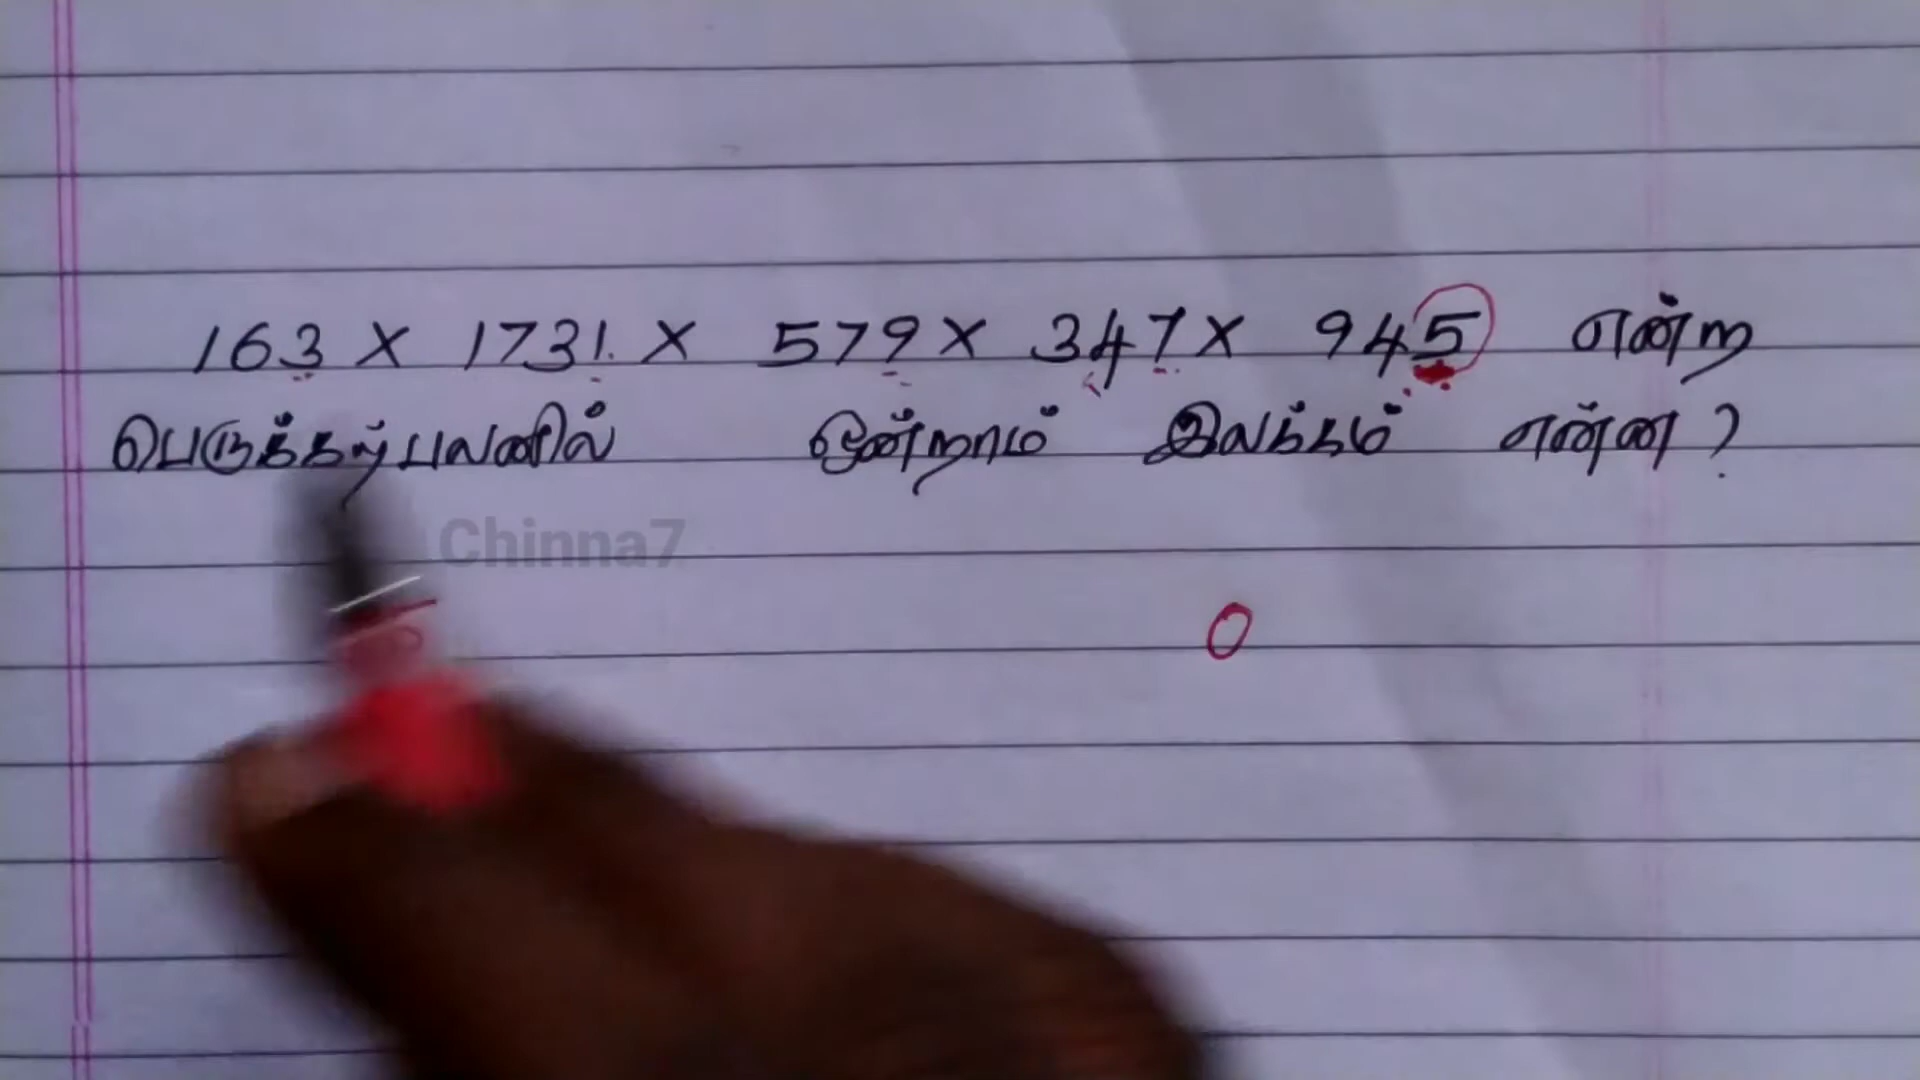 163 X 1731 X 579 X 347 X 945 என்ற
பெருக்கற்பலனில் ஒன்றாம் இலக்கம் என்ன?
Chinna7
0